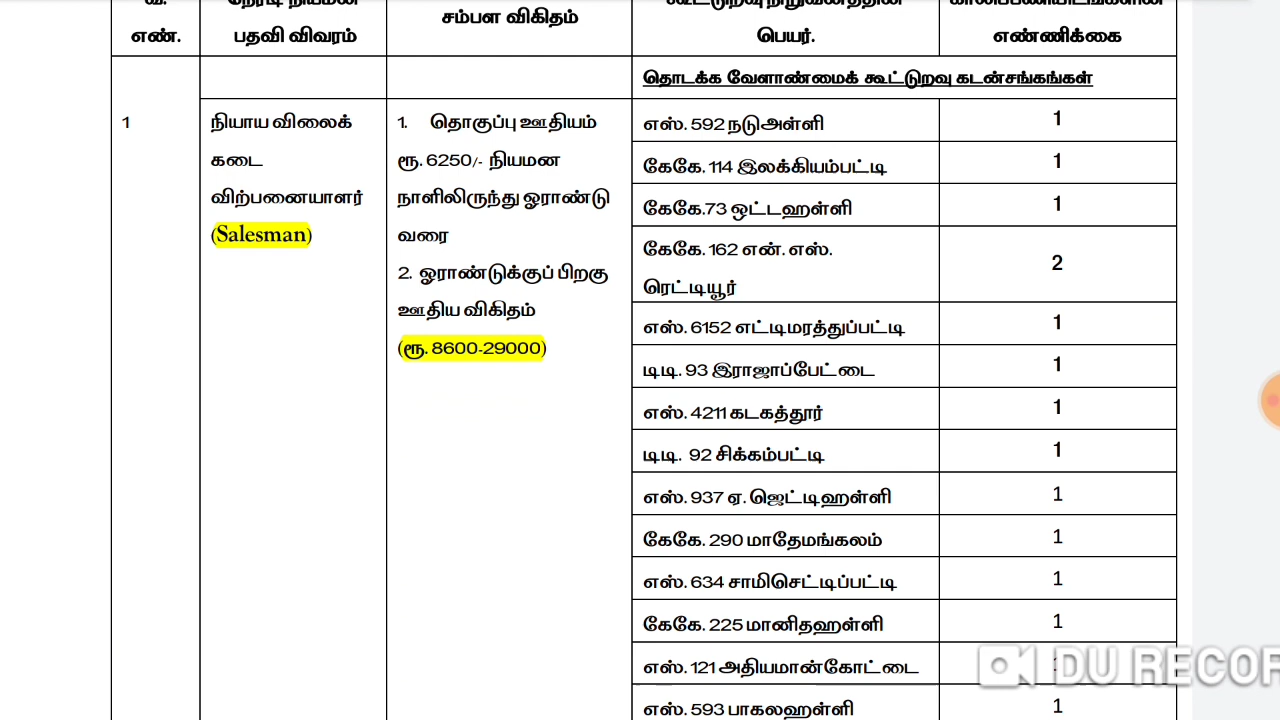 எண்.
பதவி விவரம்
சம்பள விகிதம்
பெயர்.
எண்ணிக்கை
தொடக்க வேளாண்மைக் கூட்டுறவு கடன்சங்கங்கள்
1
நியாய விலைக்
கடை
விற்பனையாளர்
(Salesman)
1. தொகுப்பு ஊதியம்
ரூ. 6250/- நியமன
நாளிலிருந்து ஓராண்டு
வரை
2. ஓராண்டுக்குப் பிறகு
ஊதிய விகிதம்
(ரூ. 8600-29000)
எஸ். 592 நடுஅள்ளி 1
கேகே. 114 இலக்கியம்பட்டி 1
கேகே.73 ஒட்டஹள்ளி 1
கேகே. 162 என். எஸ்.
ரெட்டியூர் 2
எஸ். 6152 எட்டிமரத்துப்பட்டி 1
டிடி. 93 இராஜாப்பேட்டை 1
எஸ். 4211 கடகத்தூர் 1
டிடி. 92 சிக்கம்பட்டி 1
எஸ். 937 ஏ. ஜெட்டிஹள்ளி 1
கேகே. 290 மாதேமங்கலம் 1
எஸ். 634 சாமிசெட்டிப்பட்டி 1
கேகே. 225 மானிதஹள்ளி 1
எஸ். 121 அதியமான்கோட்டை 1
எஸ். 593 பாகலஹள்ளி 1
DU RECOR